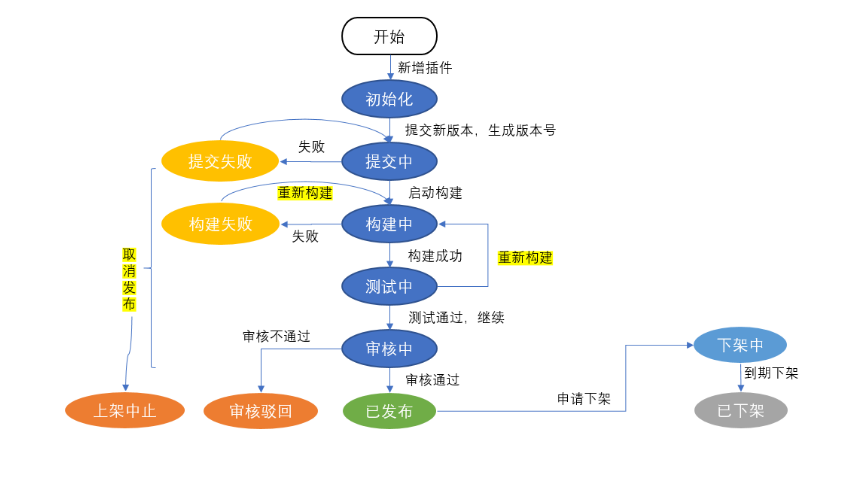 开始
新增插件
初始化
提交新版本，生成版本号
失败
提交失败
提交中
重新构建
启动构建
构建失败
构建中
失败
构建成功
重新构建
取
消
发
布
测试中
测试通过，继续
审核不通过
审核中
下架中
审核通过
到期下架
申请下架
上架中止
审核驳回
已发布
已下架